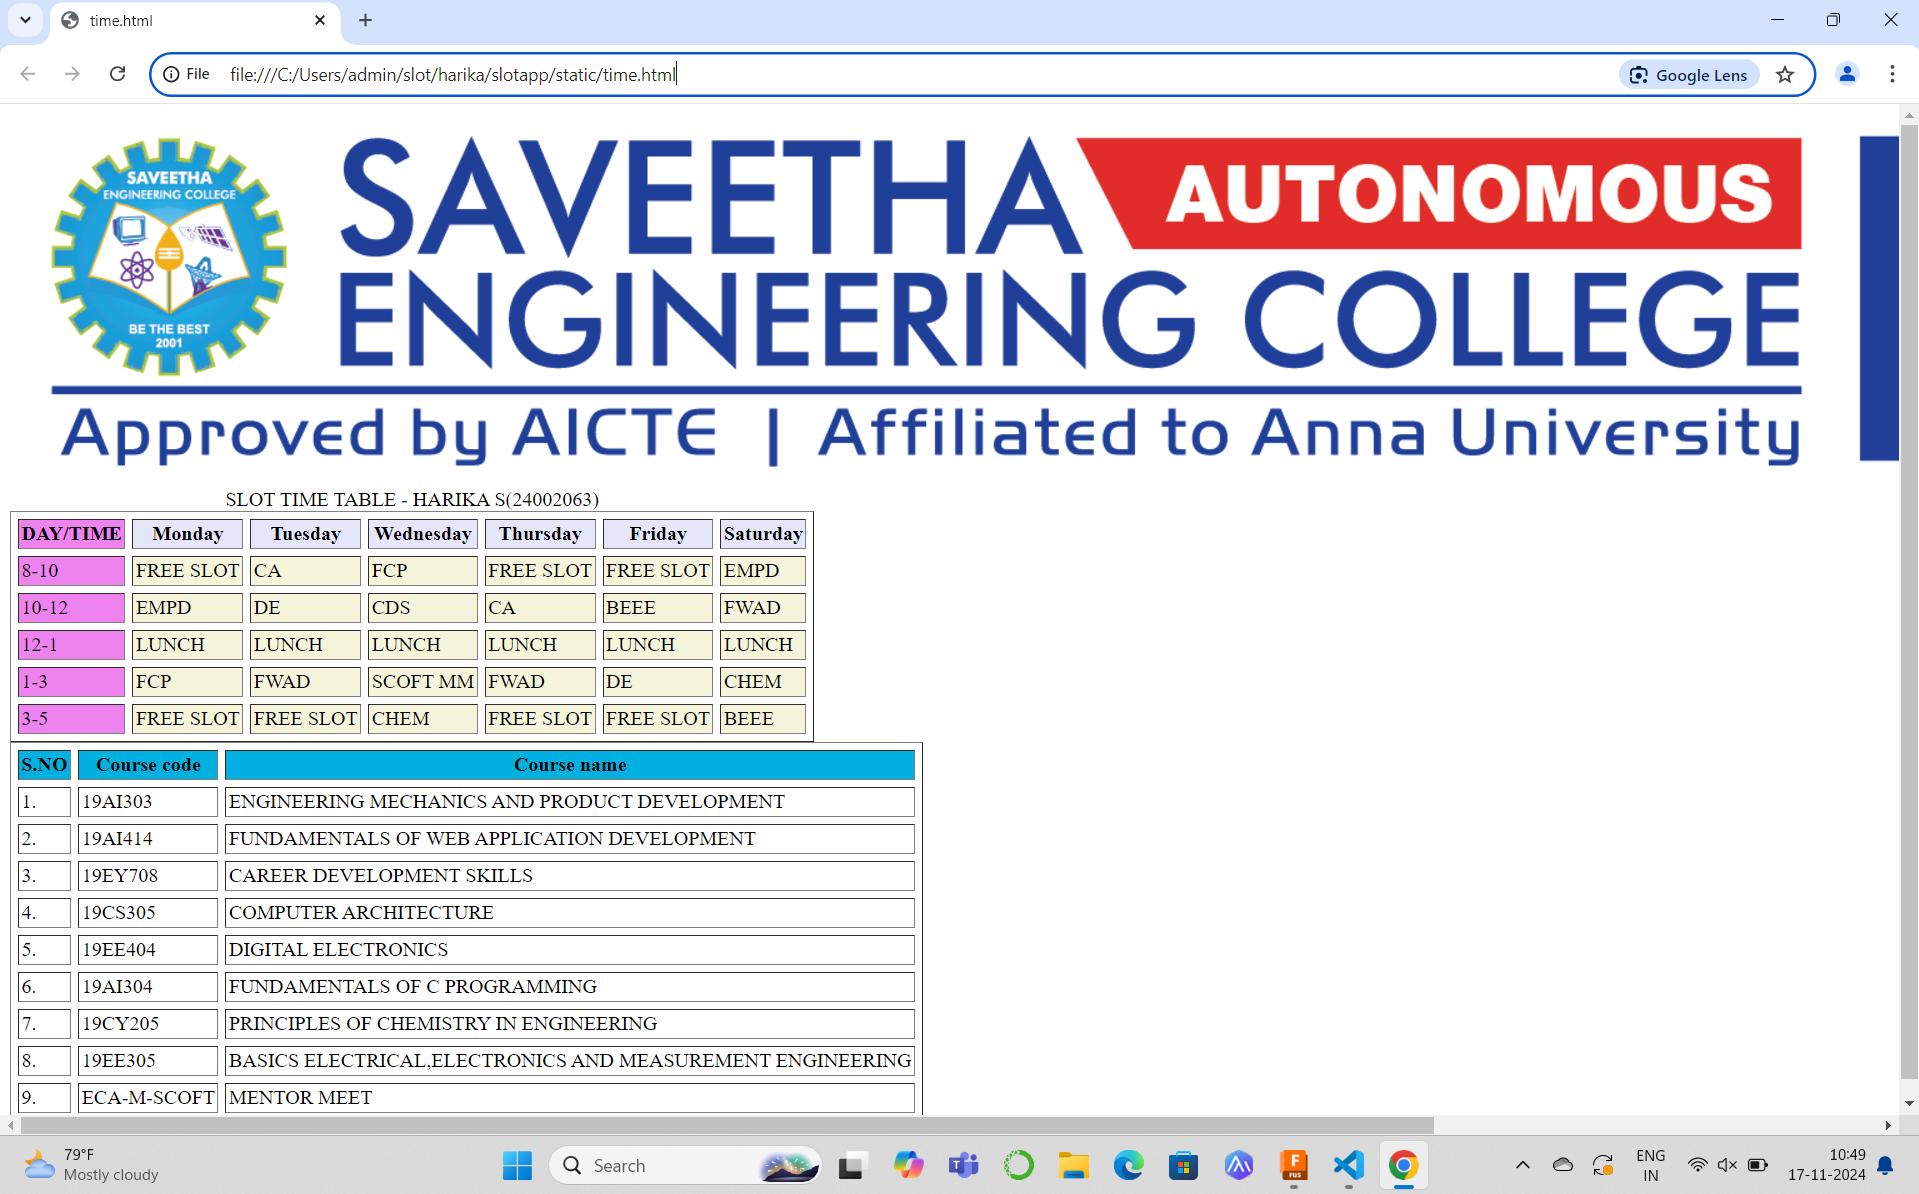 time.html
File file:///C:/Users/admin/slot/harika/slotapp/static/time.html Google Lens
SAVEETHA
ENGINEERING COLLEGE
BE THE BEST
2001
SAVEETHA AUTONOMOUS
ENGINEERING COLLEGE
Approved by AICTE | Affiliated to Anna University
SLOT TIME TABLE - HARIKA S(24002063)
DAY/TIME Monday Tuesday Wednesday Thursday Friday Saturday
8-10 FREE SLOT CA FCP FREE SLOT FREE SLOT EMPD
10-12 EMPD DE CDS CA BEEE FWAD
12-1 LUNCH LUNCH LUNCH LUNCH LUNCH LUNCH
1-3 FCP FWAD SCOFT MM FWAD DE CHEM
3-5 FREE SLOT FREE SLOT CHEM FREE SLOT FREE SLOT BEEE
S.NO Course code Course name
1. 19AI303 ENGINEERING MECHANICS AND PRODUCT DEVELOPMENT
2. 19AI414 FUNDAMENTALS OF WEB APPLICATION DEVELOPMENT
3. 19EY708 CAREER DEVELOPMENT SKILLS
4. 19CS305 COMPUTER ARCHITECTURE
5. 19EE404 DIGITAL ELECTRONICS
6. 19AI304 FUNDAMENTALS OF C PROGRAMMING
7. 19CY205 PRINCIPLES OF CHEMISTRY IN ENGINEERING
8. 19EE305 BASICS ELECTRICAL,ELECTRONICS AND MEASUREMENT ENGINEERING
9. ECA-M-SCOFT MENTOR MEET
79°F
Mostly cloudy
Search
F
FUS
ENG
IN
10:49
17-11-2024